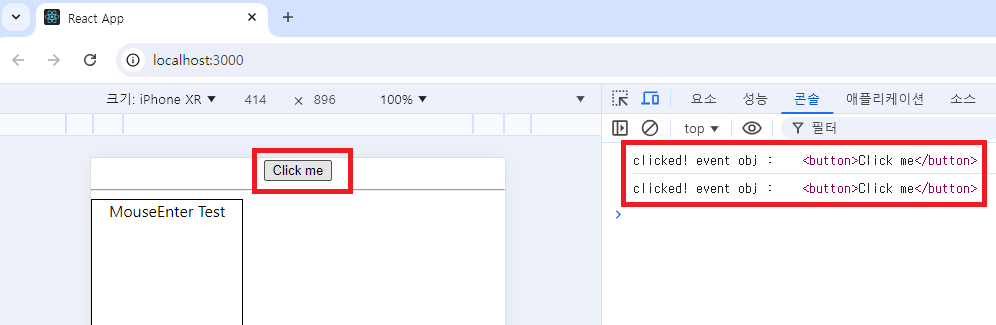 React App
localhost:3000
크기: iPhone XR 414 × 896 100%
요소 성능 콘솔 애플리케이션 소스
top 필터
Click me
MouseEnter Test
clicked! event obj : <button>Click me</button>
clicked! event obj : <button>Click me</button>